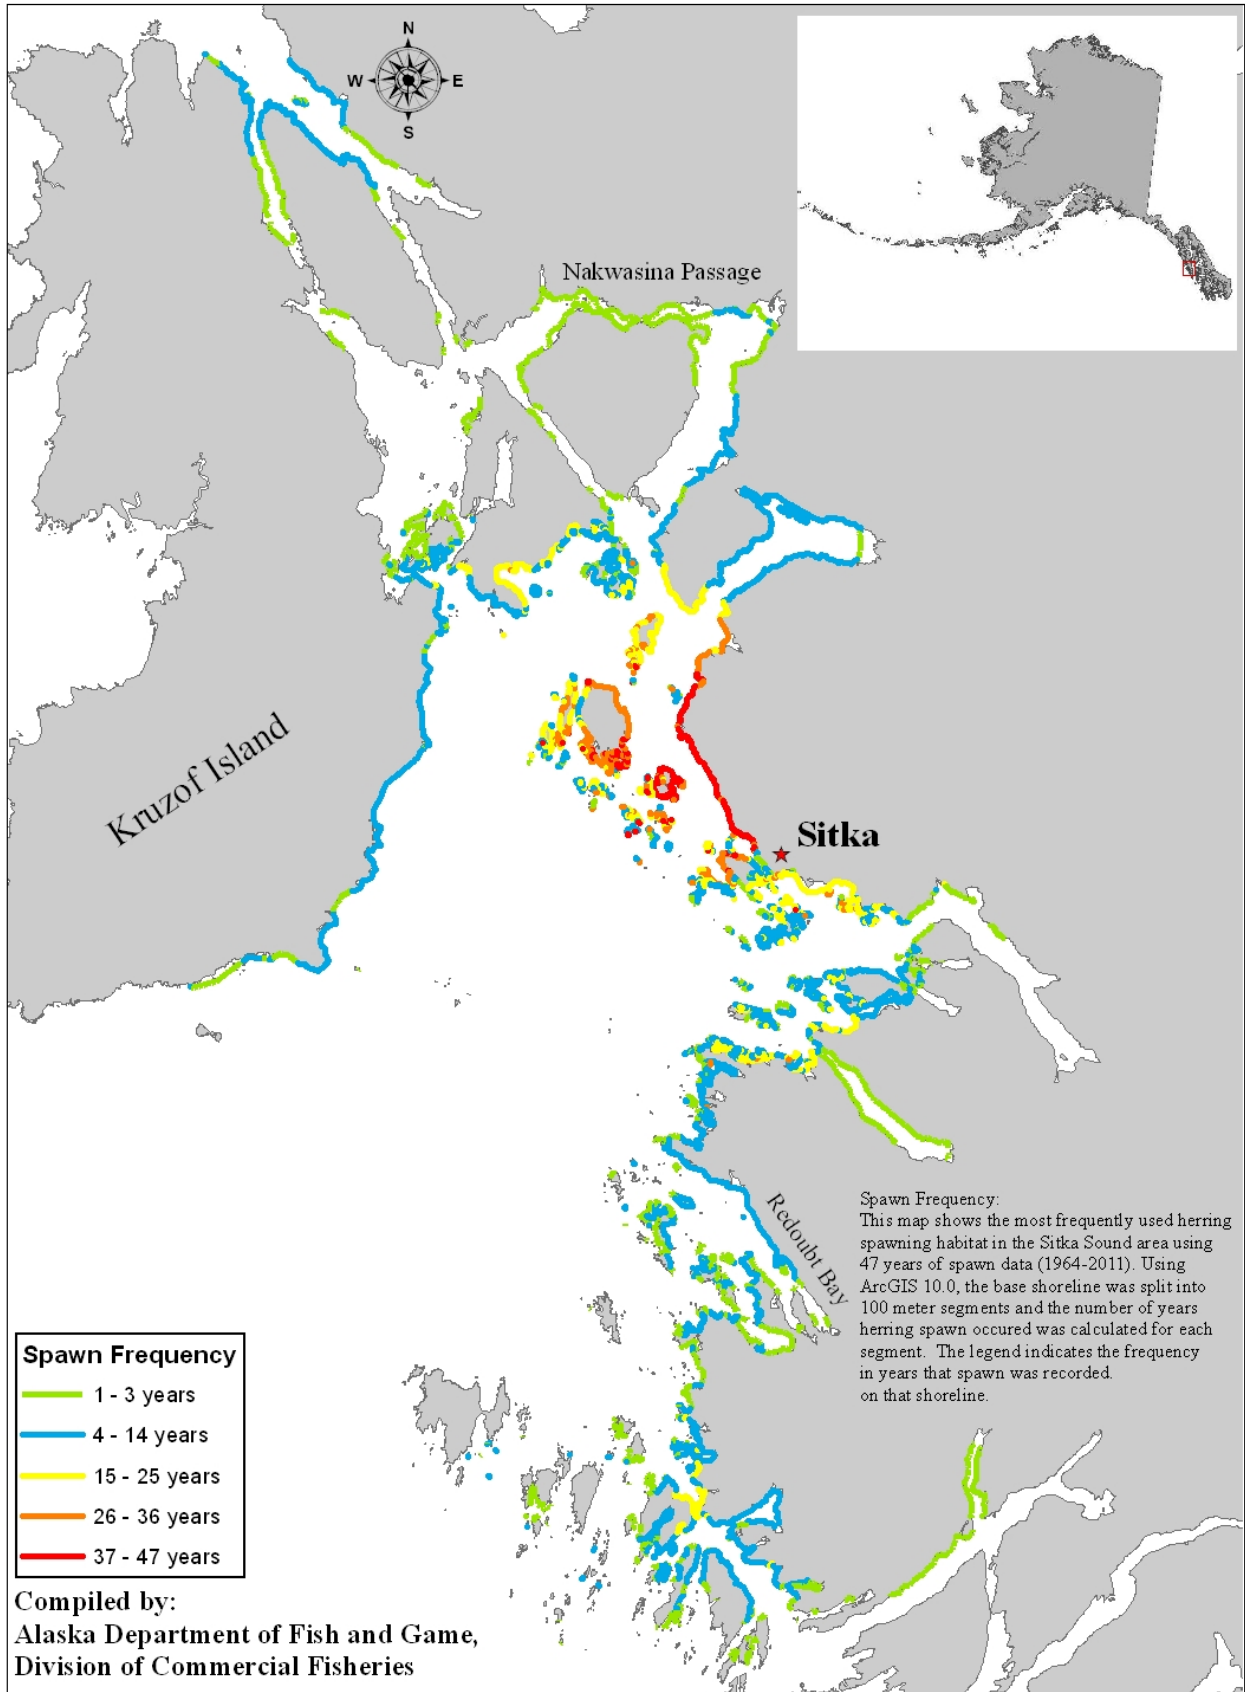 N
W E
S
Nakwasina Passage
Kruzof Island
Sitka
Redoubt Bay
Spawn Frequency:
This map shows the most frequently used herring
spawning habitat in the Sitka Sound area using
47 years of spawn data (1964-2011). Using
ArcGIS 10.0, the base shoreline was split into
100 meter segments and the number of years
herring spawn occured was calculated for each
segment. The legend indicates the frequency
in years that spawn was recorded.
on that shoreline.
Spawn Frequency
1 - 3 years
4 - 14 years
15 - 25 years
26 - 36 years
37 - 47 years
Compiled by:
Alaska Department of Fish and Game,
Division of Commercial Fisheries